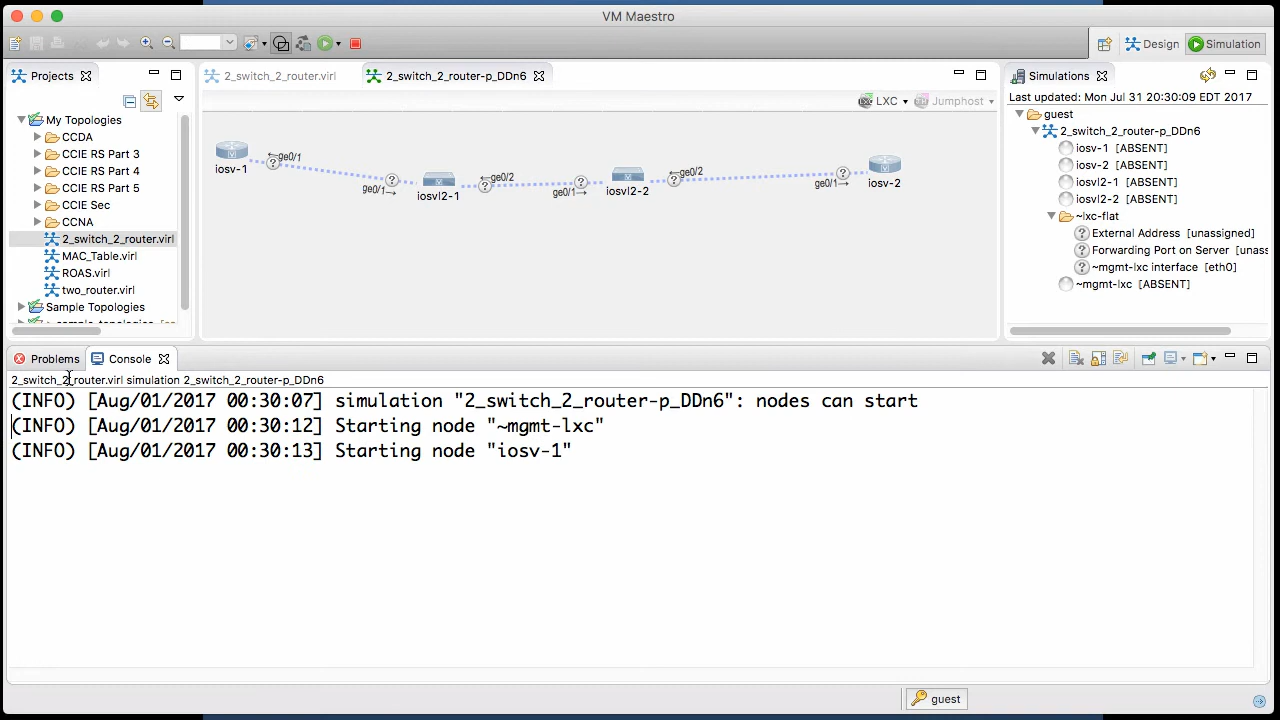 VM Maestro
Design
Simulation
Projects
2_switch_2_router.virl
2_switch_2_router-p_DDn6
Simulations
LXC
Jumphost
Last updated: Mon Jul 31 20:30:09 EDT 2017
My Topologies
CCDA
CCIE RS Part 3
CCIE RS Part 4
CCIE RS Part 5
CCIE Sec
CCNA
2_switch_2_router.virl
MAC_Table.virl
ROAS.virl
two_router.virl
Sample Topologies
iosv-1
ge0/1
ge0/1
iosvl2-1
ge0/2
ge0/1
iosvl2-2
ge0/2
ge0/1
iosv-2
guest
2_switch_2_router-p_DDn6
iosv-1 [ABSENT]
iosv-2 [ABSENT]
iosvl2-1 [ABSENT]
iosvl2-2 [ABSENT]
~lxc-flat
External Address [unassigned]
Forwarding Port on Server [unass
~mgmt-lxc interface [eth0]
~mgmt-lxc [ABSENT]
Problems
Console
2_switch_2_router.virl simulation 2_switch_2_router-p_DDn6
(INFO) [Aug/01/2017 00:30:07] simulation "2_switch_2_router-p_DDn6": nodes can start
(INFO) [Aug/01/2017 00:30:12] Starting node "~mgmt-lxc"
(INFO) [Aug/01/2017 00:30:13] Starting node "iosv-1"
guest